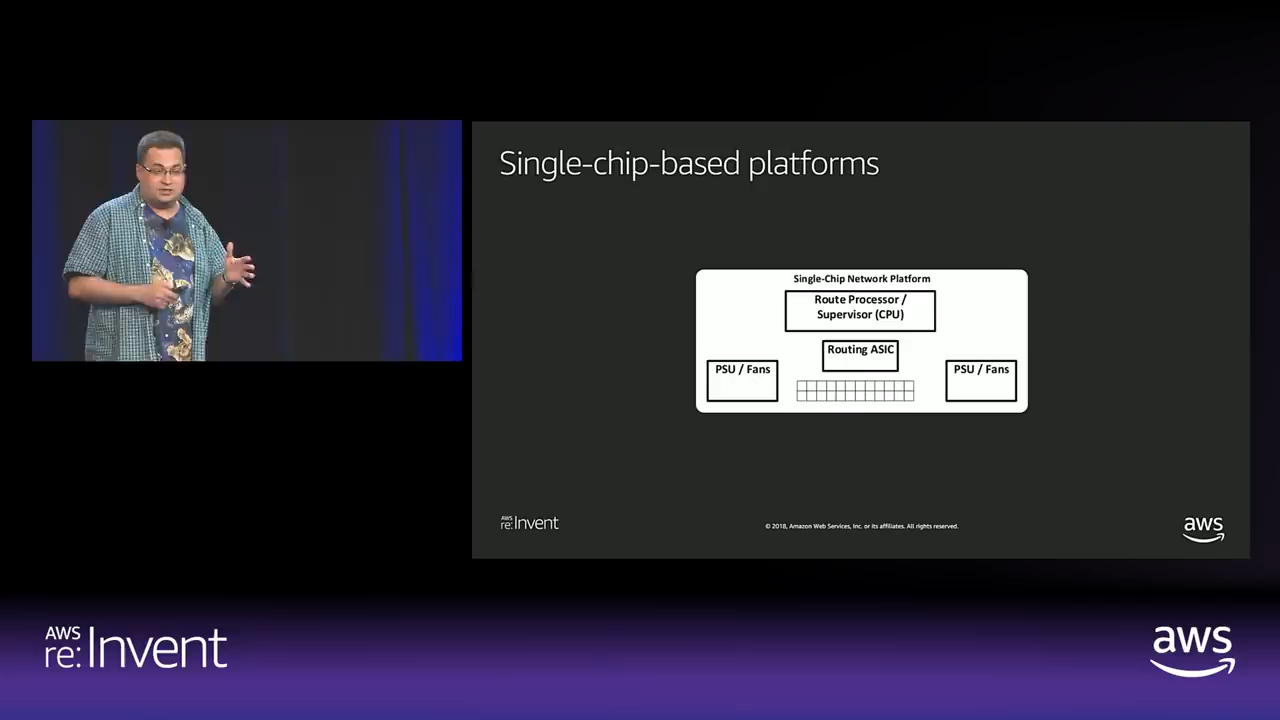 Single-chip-based platforms
Single-Chip Network Platform
Route Processor /
Supervisor (CPU)
Routing ASIC
PSU / Fans
PSU / Fans
AWS
re:Invent
© 2018, Amazon Web Services, Inc. or its affiliates. All rights reserved.
aws
AWS
re:Invent
aws